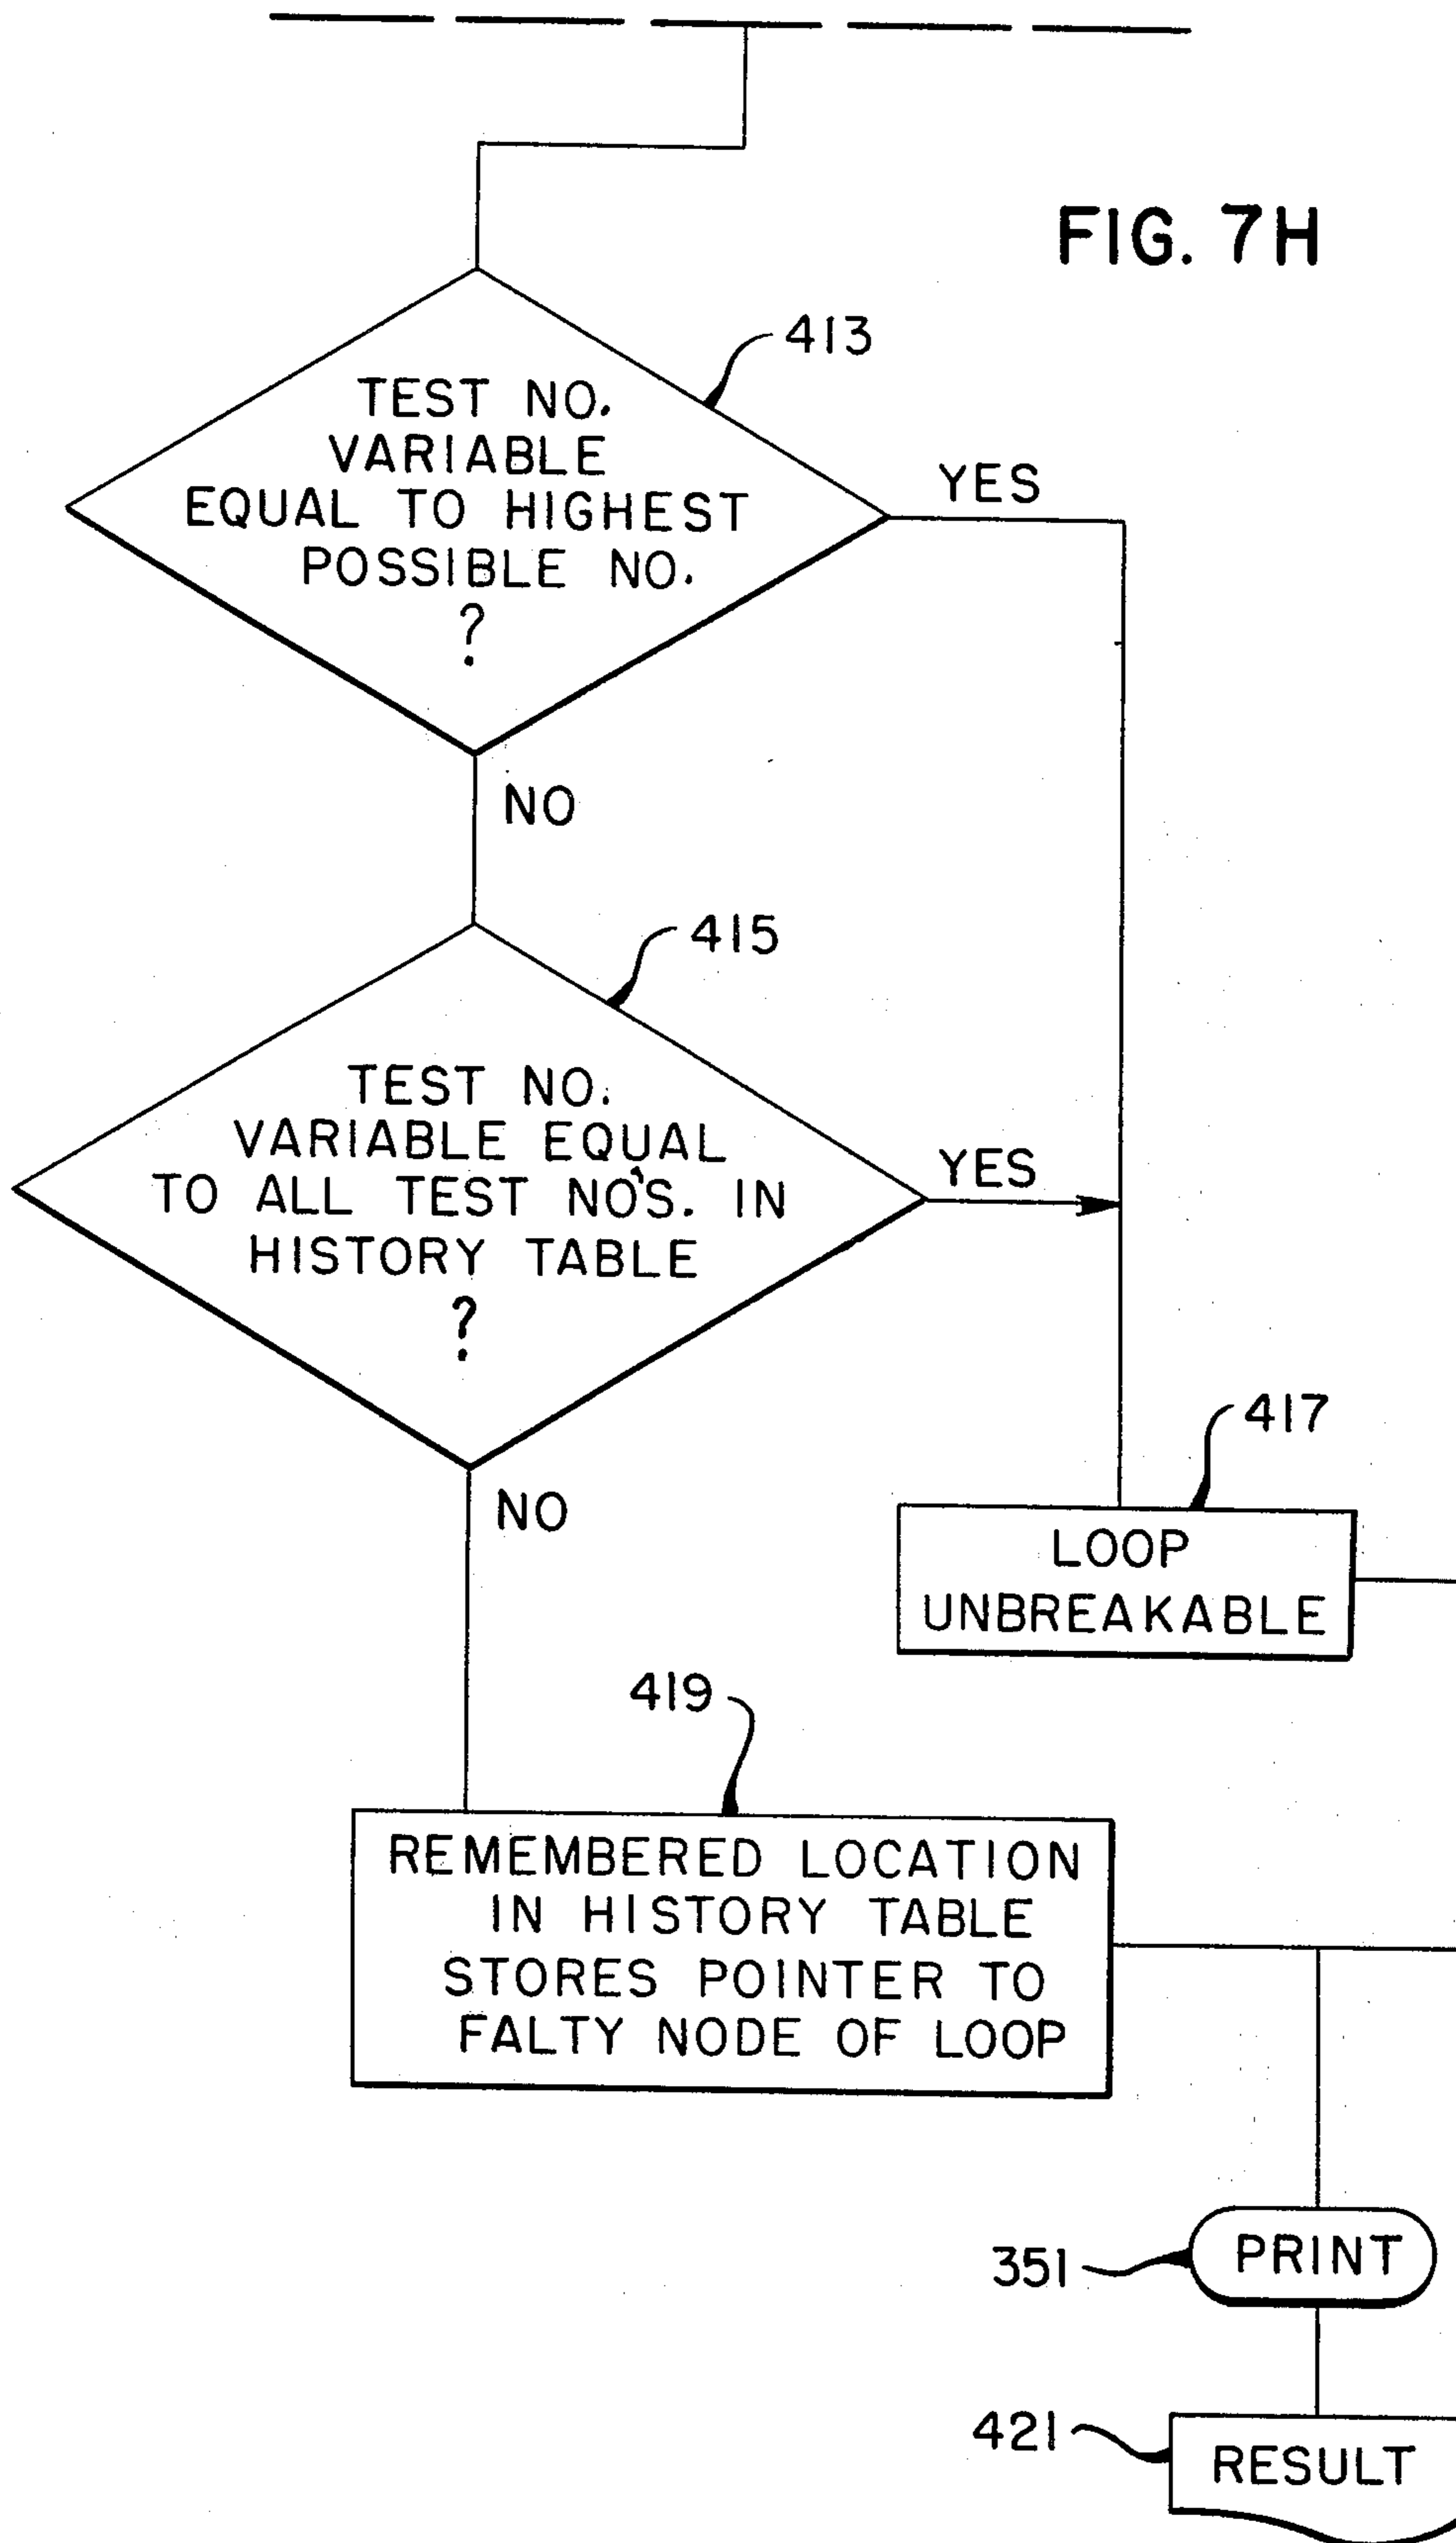 FIG. 7H
413
TEST NO.
VARIABLE
EQUAL TO HIGHEST
POSSIBLE NO.
?
YES
NO
415
TEST NO.
VARIABLE EQUAL
TO ALL TEST NO'S. IN
HISTORY TABLE
?
YES
NO
417
LOOP
UNBREAKABLE
419
REMEMBERED LOCATION
IN HISTORY TABLE
STORES POINTER TO
FALTY NODE OF LOOP
351
PRINT
421
RESULT